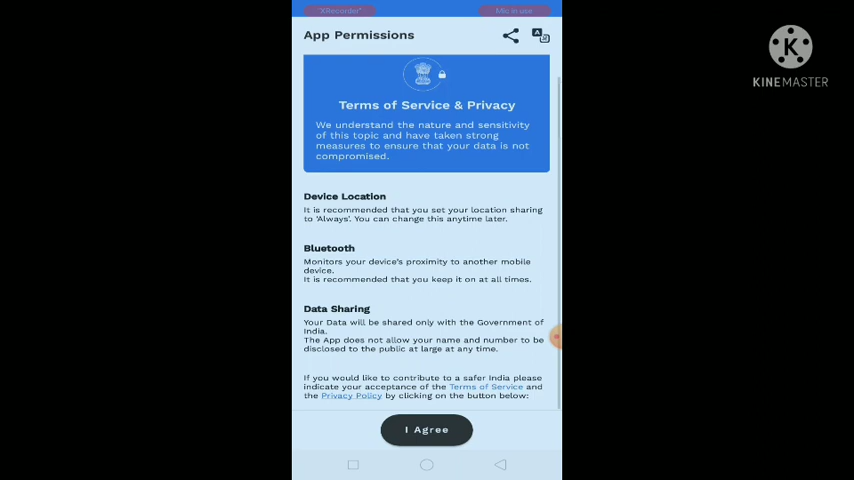 "XRecorder"
Mic in use
App Permissions
A
K
KINEMASTER
Terms of Service & Privacy
We understand the nature and sensitivity
of this topic and have taken strong
measures to ensure that your data is not
compromised.
Device Location
It is recommended that you set your location sharing
to 'Always'. You can change this anytime later.
Bluetooth
Monitors your device's proximity to another mobile
device.
It is recommended that you keep it on at all times.
Data Sharing
Your Data will be shared only with the Government of
India.
The App does not allow your name and number to be
disclosed to the public at large at any time.
If you would like to contribute to a safer India please
indicate your acceptance of the Terms of Service and
the Privacy Policy by clicking on the button below:
I Agree